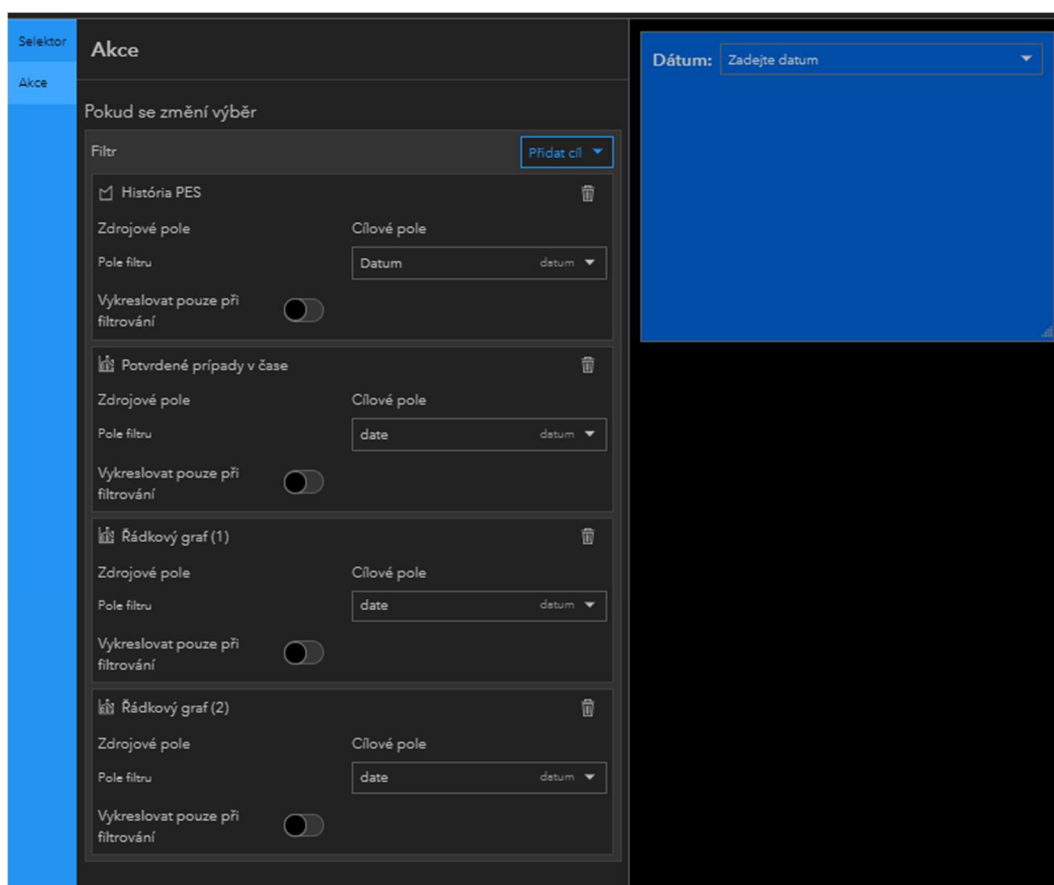 Selektor
Akce
Akce
Pokud se změní výběr
Filtr
Přidat cíl
História PES
Zdrojové pole
Cílové pole
Pole filtru
Datum
datum
Vykreslovat pouze při
filtrování
Potvrdené prípady v čase
Zdrojové pole
Cílové pole
Pole filtru
date
datum
Vykreslovat pouze při
filtrování
Řádkový graf (1)
Zdrojové pole
Cílové pole
Pole filtru
date
datum
Vykreslovat pouze při
filtrování
Řádkový graf (2)
Zdrojové pole
Cílové pole
Pole filtru
date
datum
Vykreslovat pouze při
filtrování
Dátum:
Zadejte datum